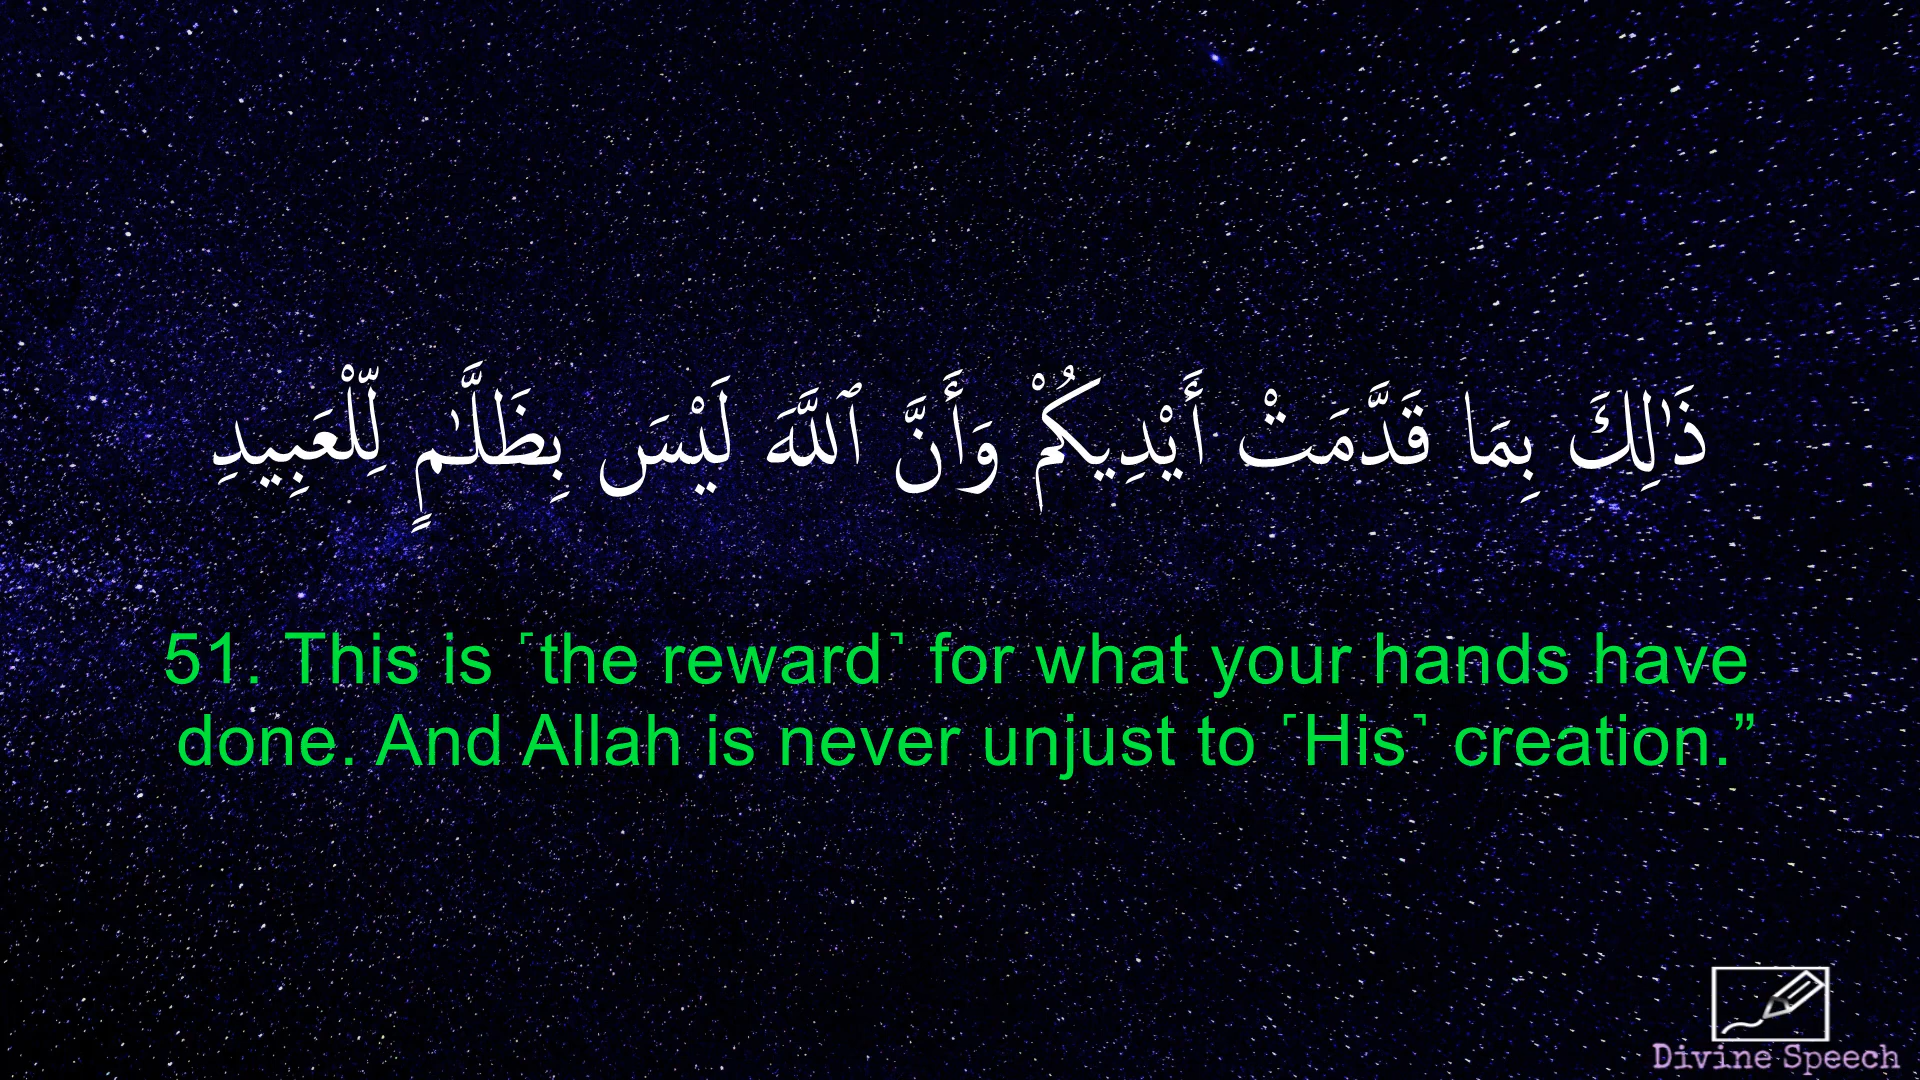 ذَٰلِكَ بِمَا قَدَّمَتْ أَيْدِيكُمْ وَأَنَّ ٱللَّهَ لَيْسَ بِظَلَّـٰمٍ لِّلْعَبِيدِ
51. This is ˹the reward˺ for what your hands have
done. And Allah is never unjust to ˹His˺ creation.”
Divine Speech